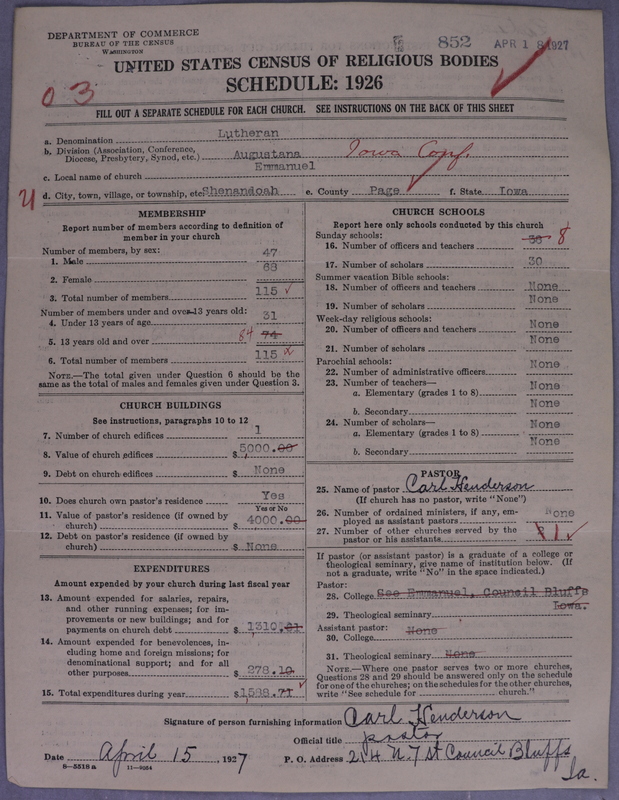 DEPARTMENT OF COMMERCE
BUREAU OF THE CENSUS
WASHINGTON
852 APR 18 1927
UNITED STATES CENSUS OF RELIGIOUS BODIES
SCHEDULE: 1926
03
FILL OUT A SEPARATE SCHEDULE FOR EACH CHURCH. SEE INSTRUCTIONS ON THE BACK OF THIS SHEET
a. Denomination Lutheran
b. Division (Association, Conference, Diocese, Presbytery, Synod, etc.) Augustana Iowa Conf.
c. Local name of church Emmanuel
d. City, town, village, or township, etc. Shenandoah e. County Page f. State Iowa
MEMBERSHIP
Report number of members according to definition of
member in your church
Number of members, by sex:
1. Male 47
2. Female 68
3. Total number of members 115
Number of members under and over 13 years old:
4. Under 13 years of age 31
5. 13 years old and over 84 74
6. Total number of members 115
NOTE.—The total given under Question 6 should be
same as the total of males and females given under Question 3.
CHURCH BUILDINGS
See instructions, paragraphs 10 to 12
7. Number of church edifices 1
8. Value of church edifices $ 5000.00
9. Debt on church edifices $ None
10. Does church own pastor's residence Yes
Yes or No
11. Value of pastor's residence (if owned by
church) $ 4000.00
12. Debt on pastor's residence (if owned by
church) $ None
EXPENDITURES
Amount expended by your church during last fiscal year
13. Amount expended for salaries, repairs,
and other running expenses; for im-
provements or new buildings; and for
payments on church debt $ 1310.61
14. Amount expended for benevolences, in-
cluding home and foreign missions; for
denominational support; and for all
other purposes $ 278.10
15. Total expenditures during year $ 1588.71
CHURCH SCHOOLS
Report here only schools conducted by this church
Sunday schools:
16. Number of officers and teachers 8
17. Number of scholars 30
Summer vacation Bible schools:
18. Number of officers and teachers None
19. Number of scholars None
Week-day religious schools:
20. Number of officers and teachers None
21. Number of scholars None
Parochial schools:
22. Number of administrative officers None
23. Number of teachers—
a. Elementary (grades 1 to 8) None
b. Secondary None
24. Number of scholars—
a. Elementary (grades 1 to 8) None
b. Secondary None
PASTOR
25. Name of pastor Carl Henderson
(If church has no pastor, write "None")
26. Number of ordained ministers, if any, em-
ployed as assistant pastors None
27. Number of other churches served by the
pastor or his assistants 1
If pastor (or assistant pastor) is a graduate of a college or
theological seminary, give name of institution below. (If
not a graduate, write "No" in the space indicated.)
Pastor:
28. College See Emmanuel, Council Bluffs
Iowa.
29. Theological seminary
Assistant pastor: None
30. College
31. Theological seminary None
NOTE.—Where one pastor serves two or more churches,
Questions 28 and 29 should be answered only on the schedule
for one of the churches; on the schedules for the other churches,
write "See schedule for church."
Signature of person furnishing information Carl Henderson
Official title pastor
Date April 15, 1927 P. O. Address 214 N. 7 St Council Bluffs
Ia.
8—5518 a 11—9264